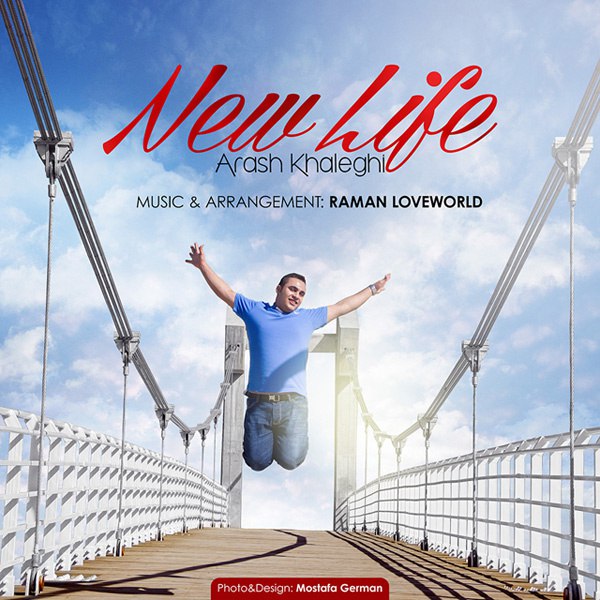 New Life
Arash Khaleghi
MUSIC & ARRANGEMENT: RAMAN LOVEWORLD
Photo&Design: Mostafa German